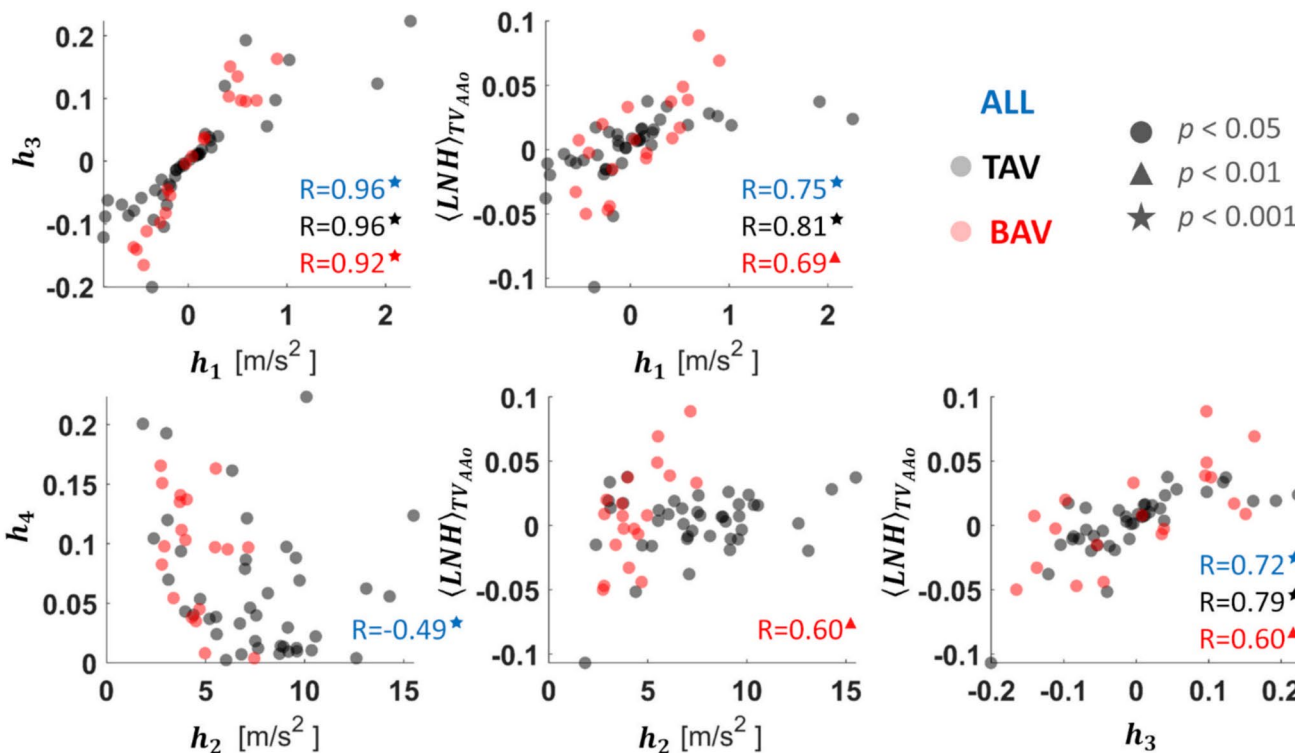 0.2
0.1
0
-0.1
-0.2
h₃
R=0.96★
R=0.96★
R=0.92★
0 1 2
h₁ [m/s²]
0.1
0.05
0
-0.05
-0.1
⟨LNH⟩TV_AAo
R=0.75★
R=0.81★
R=0.69▲
0 1 2
h₁ [m/s²]
ALL
TAV
BAV
p < 0.05
p < 0.01
p < 0.001
0.2
0.15
0.1
0.05
0
h₄
R=-0.49★
0 5 10 15
h₂ [m/s²]
0.1
0.05
0
-0.05
-0.1
⟨LNH⟩TV_AAo
R=0.60▲
0 5 10 15
h₂ [m/s²]
0.1
0.05
0
-0.05
-0.1
⟨LNH⟩TV_AAo
R=0.72★
R=0.79★
R=0.60▲
-0.2 -0.1 0 0.1 0.2
h₃